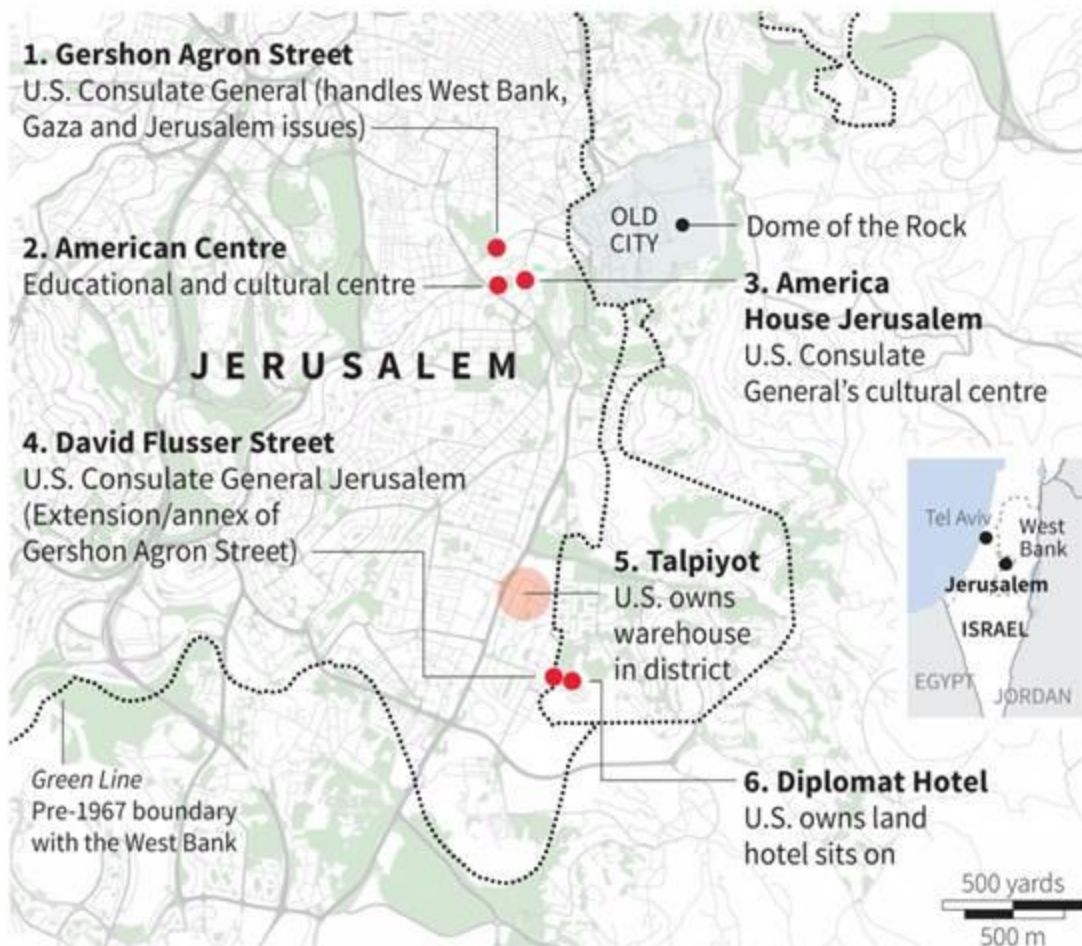 1. Gershon Agron Street
U.S. Consulate General (handles West Bank,
Gaza and Jerusalem issues)
OLD
CITY
Dome of the Rock
2. American Centre
Educational and cultural centre
3. America
House Jerusalem
U.S. Consulate
General's cultural centre
JERUSALEM
4. David Flusser Street
U.S. Consulate General Jerusalem
(Extension/annex of
Gershon Agron Street)
Tel Aviv
West
Bank
Jerusalem
ISRAEL
EGYPT
JORDAN
5. Talpiyot
U.S. owns
warehouse
in district
Green Line
Pre-1967 boundary
with the West Bank
6. Diplomat Hotel
U.S. owns land
hotel sits on
500 yards
500 m